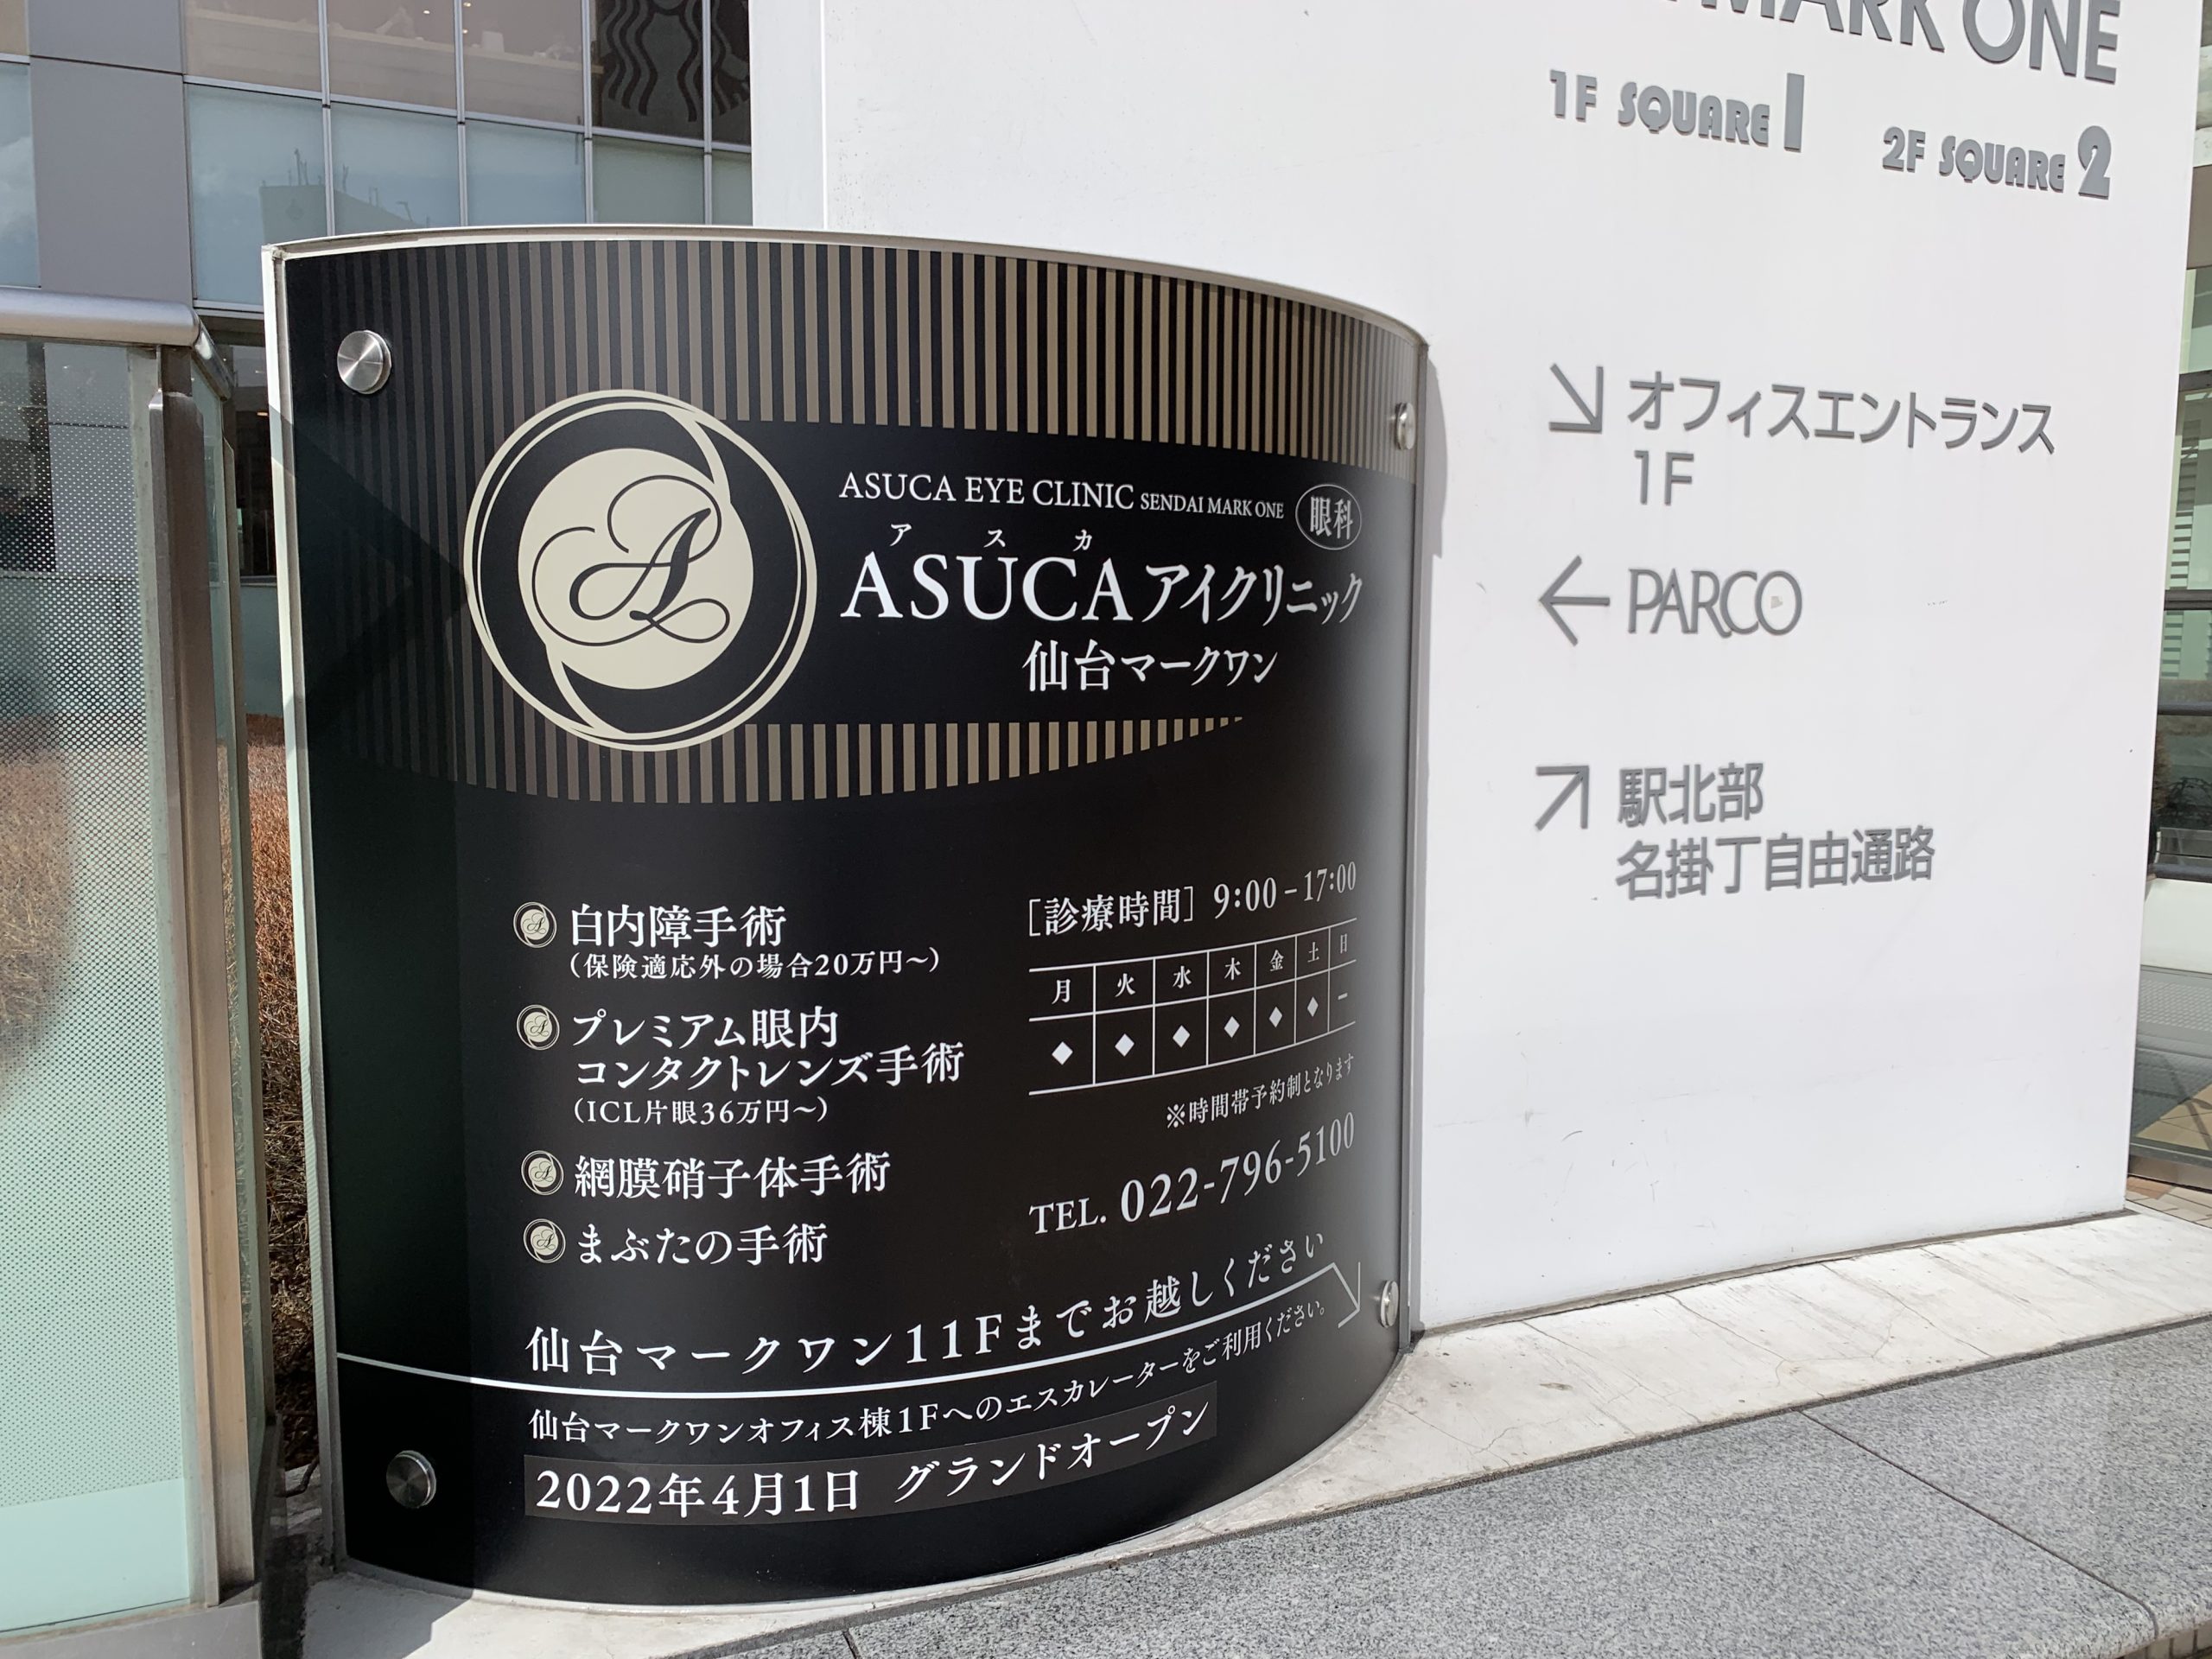 MARK ONE
1F SQUARE 1
2F SQUARE 2
オフィスエントランス
1F
PARCO
駅北部
名掛丁自由通路
A
ASUCA EYE CLINIC SENDAI MARK ONE 眼科
アスカ
ASUCAアイクリニック
仙台マークワン
白内障手術
（保険適応外の場合20万円～）
プレミアム眼内
コンタクトレンズ手術
（ICL片眼36万円～）
網膜硝子体手術
まぶたの手術
［診療時間］ 9:00－17:00
月 火 水 木 金 土 日
◆ ◆ ◆ ◆ ◆ ◆ －
※時間帯予約制となります
TEL. 022-796-5100
仙台マークワン11Fまでお越しください
仙台マークワンオフィス棟1Fへのエスカレーターをご利用ください。
2022年4月1日 グランドオープン